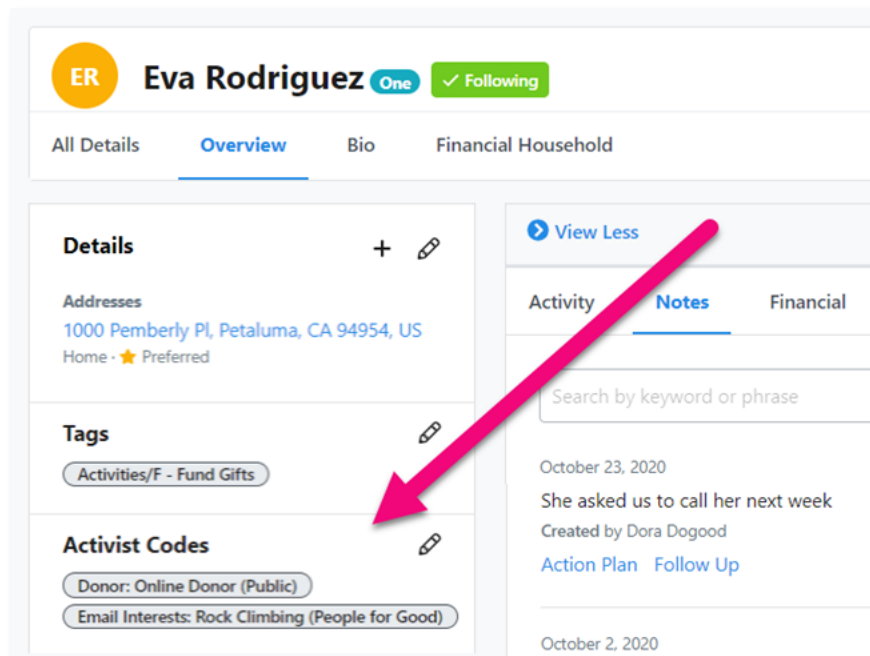 ER
Eva Rodriguez One Following
All Details Overview Bio Financial Household
Details
Addresses
1000 Pemberly Pl, Petaluma, CA 94954, US
Home · Preferred
Tags
Activities/F - Fund Gifts
Activist Codes
Donor: Online Donor (Public)
Email Interests: Rock Climbing (People for Good)
View Less
Activity Notes Financial
Search by keyword or phrase
October 23, 2020
She asked us to call her next week
Created by Dora Dogood
Action Plan Follow Up
October 2, 2020